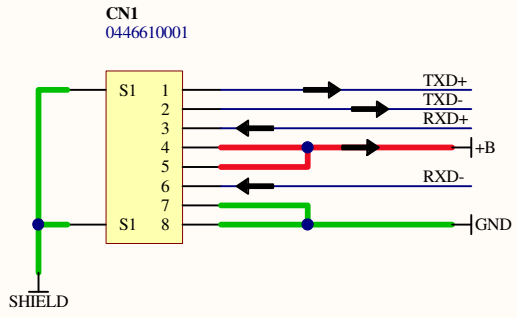 CN1
0446610001
S1 1 TXD+
2 TXD-
3 RXD+
4 +B
5
6 RXD-
7
S1 8 GND
SHIELD